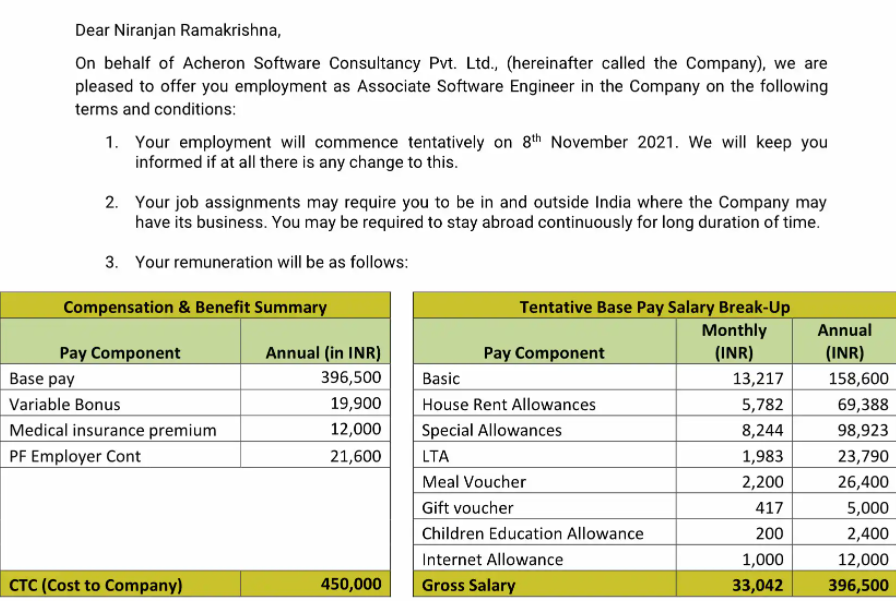 Dear Niranjan Ramakrishna,
On behalf of Acheron Software Consultancy Pvt. Ltd., (hereinafter called the Company), we are
pleased to offer you employment as Associate Software Engineer in the Company on the following
terms and conditions:
1. Your employment will commence tentatively on 8th November 2021. We will keep you
informed if at all there is any change to this.
2. Your job assignments may require you to be in and outside India where the Company may
have its business. You may be required to stay abroad continuously for long duration of time.
3. Your remuneration will be as follows:
Compensation & Benefit Summary
Pay Component Annual (in INR)
Base pay 396,500
Variable Bonus 19,900
Medical insurance premium 12,000
PF Employer Cont 21,600
CTC (Cost to Company) 450,000
Tentative Base Pay Salary Break-Up
Pay Component Monthly (INR) Annual (INR)
Basic 13,217 158,600
House Rent Allowances 5,782 69,388
Special Allowances 8,244 98,923
LTA 1,983 23,790
Meal Voucher 2,200 26,400
Gift voucher 417 5,000
Children Education Allowance 200 2,400
Internet Allowance 1,000 12,000
Gross Salary 33,042 396,500